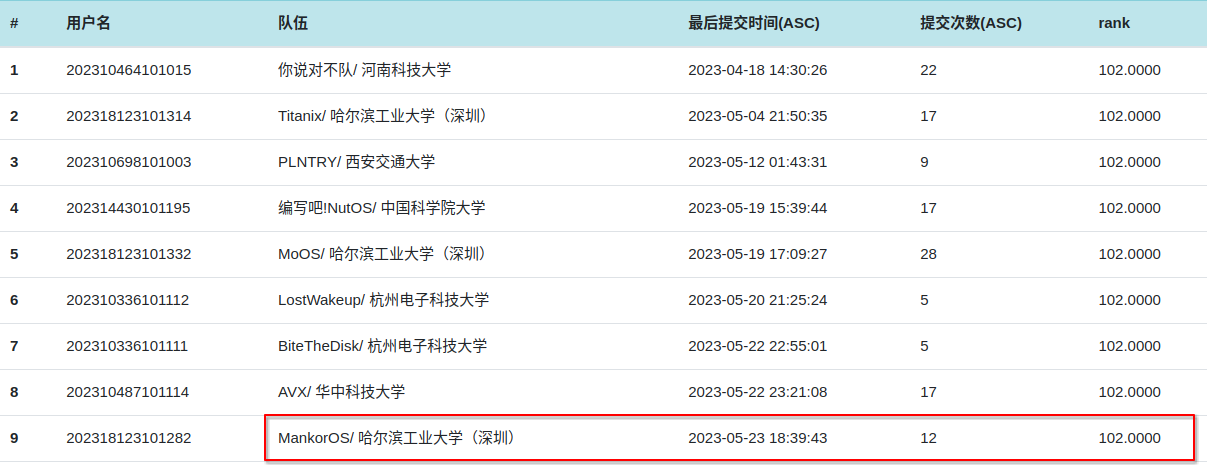 # 用户名 队伍 最后提交时间(ASC) 提交次数(ASC) rank
1 202310464101015 你说对不队/ 河南科技大学 2023-04-18 14:30:26 22 102.0000
2 202318123101314 Titanix/ 哈尔滨工业大学（深圳） 2023-05-04 21:50:35 17 102.0000
3 202310698101003 PLNTRY/ 西安交通大学 2023-05-12 01:43:31 9 102.0000
4 202314430101195 编写吧!NutOS/ 中国科学院大学 2023-05-19 15:39:44 17 102.0000
5 202318123101332 MoOS/ 哈尔滨工业大学（深圳） 2023-05-19 17:09:27 28 102.0000
6 202310336101112 LostWakeup/ 杭州电子科技大学 2023-05-20 21:25:24 5 102.0000
7 202310336101111 BiteTheDisk/ 杭州电子科技大学 2023-05-22 22:55:01 5 102.0000
8 202310487101114 AVX/ 华中科技大学 2023-05-22 23:21:08 17 102.0000
9 202318123101282 MankorOS/ 哈尔滨工业大学（深圳） 2023-05-23 18:39:43 12 102.0000